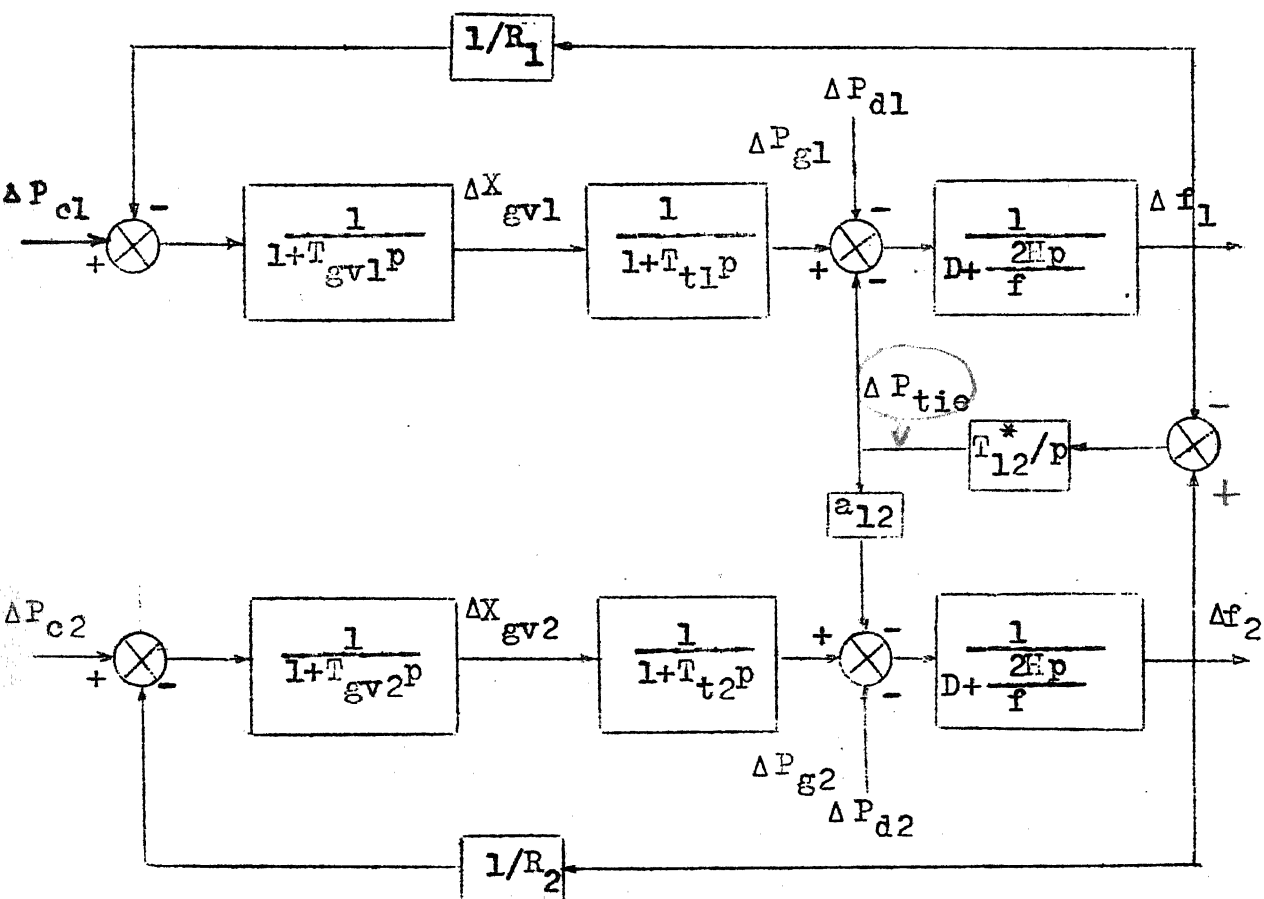 1/R1
ΔPd1
ΔPg1
ΔPc1
-
+
1
1+Tgv1p
ΔXgv1
1
1+Tt1p
+
-
-
1
D+2Hp
f
Δf1
ΔPtie
T*12/p
-
+
a12
ΔPc2
+
-
1
1+Tgv2p
ΔXgv2
1
1+Tt2p
+
-
-
1
D+2Hp
f
Δf2
ΔPg2
ΔPd2
1/R2